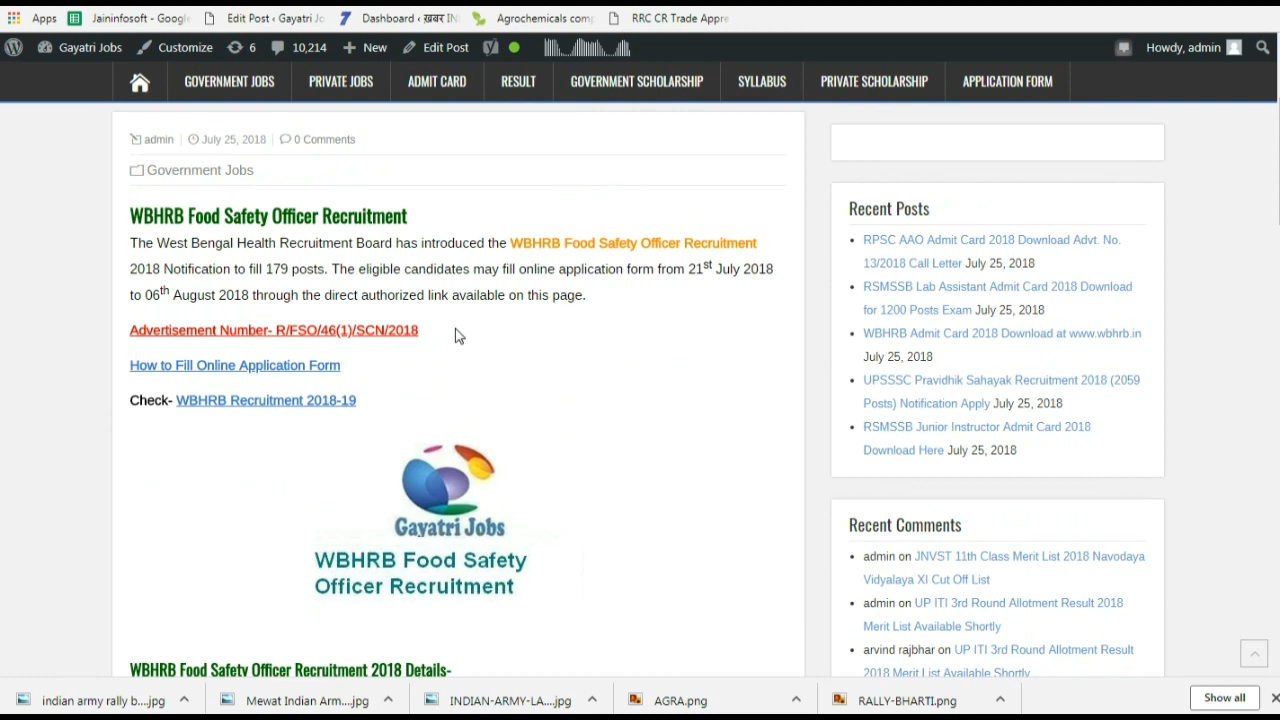 Apps Jaininfosoft - Google Edit Post ‹ Gayatri Jo Dashboard ‹ ख़बर IN Agrochemicals comp RRC CR Trade Appre
Gayatri Jobs Customize 6 10,214 New Edit Post Howdy, admin
GOVERNMENT JOBS PRIVATE JOBS ADMIT CARD RESULT GOVERNMENT SCHOLARSHIP SYLLABUS PRIVATE SCHOLARSHIP APPLICATION FORM
admin July 25, 2018 0 Comments
Government Jobs
WBHRB Food Safety Officer Recruitment
The West Bengal Health Recruitment Board has introduced the WBHRB Food Safety Officer Recruitment
2018 Notification to fill 179 posts. The eligible candidates may fill online application form from 21st July 2018
to 06th August 2018 through the direct authorized link available on this page.
Advertisement Number- R/FSO/46(1)/SCN/2018
How to Fill Online Application Form
Check- WBHRB Recruitment 2018-19
Gayatri Jobs
WBHRB Food Safety
Officer Recruitment
WBHRB Food Safety Officer Recruitment 2018 Details-
Recent Posts
RPSC AAO Admit Card 2018 Download Advt. No.
13/2018 Call Letter July 25, 2018
RSMSSB Lab Assistant Admit Card 2018 Download
for 1200 Posts Exam July 25, 2018
WBHRB Admit Card 2018 Download at www.wbhrb.in
July 25, 2018
UPSSSC Pravidhik Sahayak Recruitment 2018 (2059
Posts) Notification Apply July 25, 2018
RSMSSB Junior Instructor Admit Card 2018
Download Here July 25, 2018
Recent Comments
admin on JNVST 11th Class Merit List 2018 Navodaya
Vidyalaya XI Cut Off List
admin on UP ITI 3rd Round Allotment Result 2018
Merit List Available Shortly
arvind rajbhar on UP ITI 3rd Round Allotment Result
2018 Merit List Available Shortly
indian army rally b....jpg Mewat Indian Arm....jpg INDIAN-ARMY-LA....jpg AGRA.png RALLY-BHARTI.png Show all